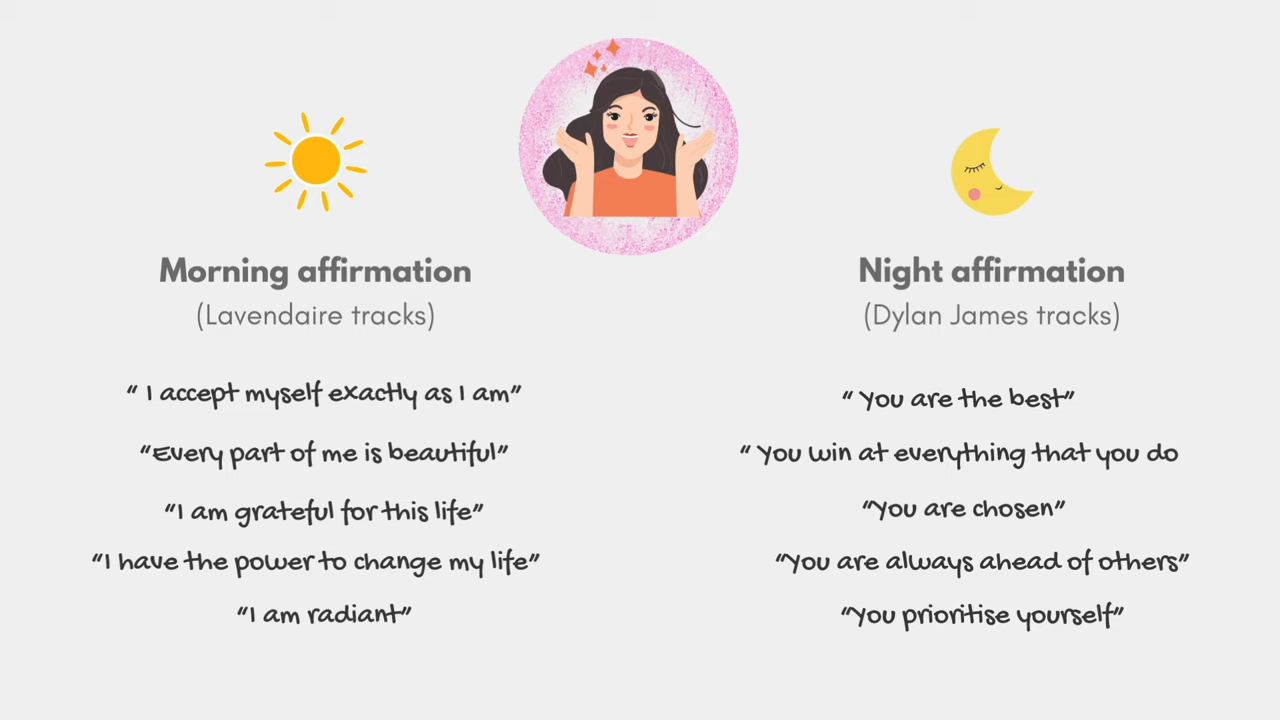 Morning affirmation
(Lavendaire tracks)
“ I accept myself exactly as I am”
“Every part of me is beautiful”
“I am grateful for this life”
“I have the power to change my life”
“I am radiant”
Night affirmation
(Dylan James tracks)
“ You are the best”
“ You win at everything that you do
“You are chosen”
“You are always ahead of others”
“You prioritise yourself”